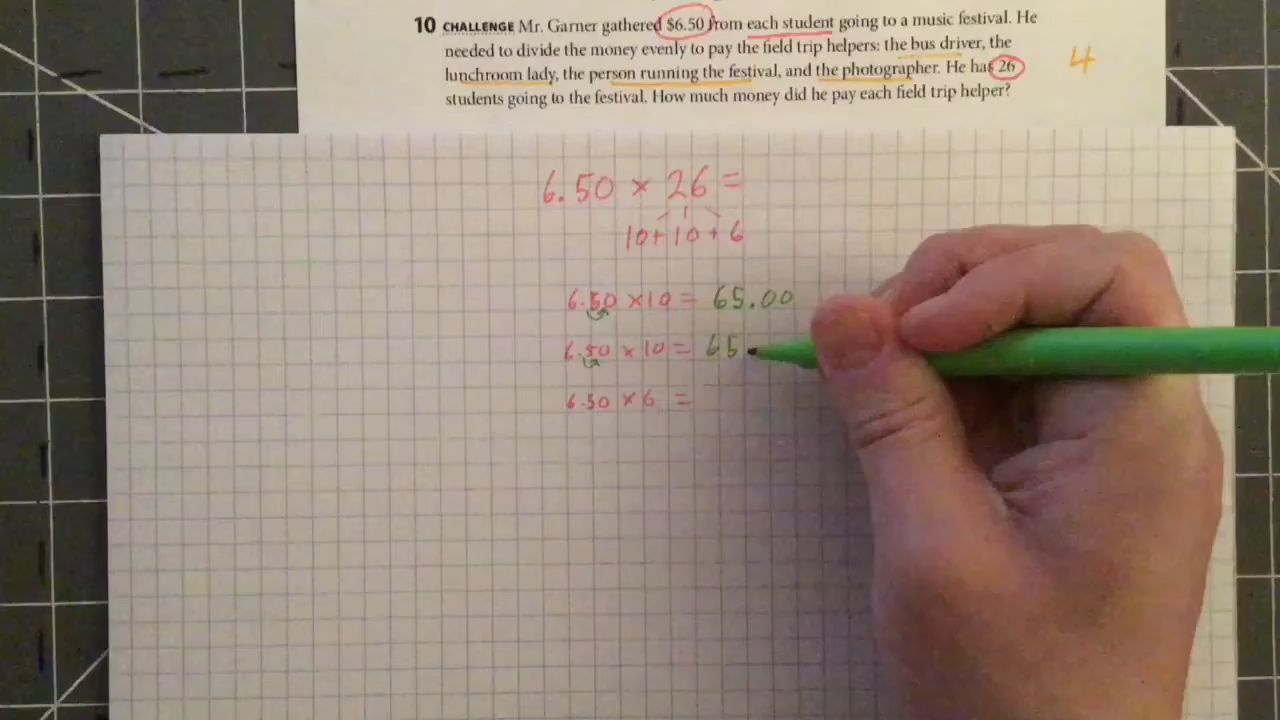 10 CHALLENGE Mr. Garner gathered $6.50 from each student going to a music festival. He
needed to divide the money evenly to pay the field trip helpers: the bus driver, the
lunchroom lady, the person running the festival, and the photographer. He has 26
students going to the festival. How much money did he pay each field trip helper?
4
6.50 × 26 =
10+10+6
6.50 ×10 = 65.00
6.50 × 10 = 65.
6.50 × 6 =